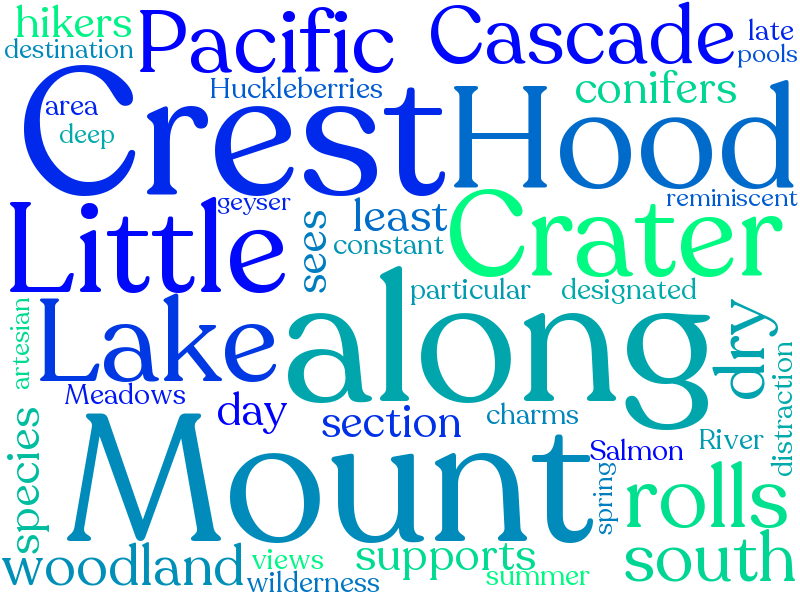 hikers
Pacific
Cascade
late
destination
pools
Crest
Huckleberries
Hood
conifers
area
deep
Little
geyser
sees
least
constant
Crater
reminiscent
artesian
Lake
along
particular
designated
dry
Meadows
day
section
charms
distraction
species
Mount
Salmon
River
spring
rolls
woodland
views
wilderness
supports
summer
south